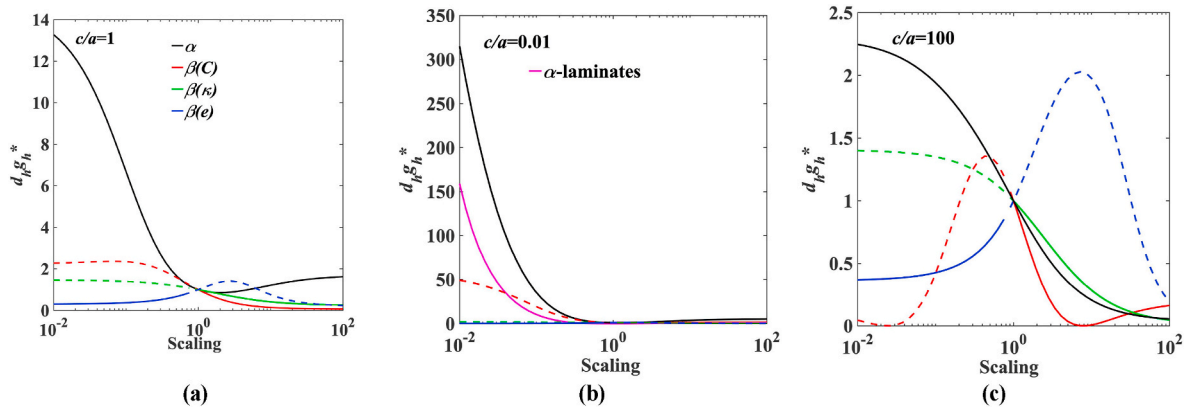 c/a=1
α
β(C)
β(κ)
β(e)
14
12
10
8
6
4
2
0
d_h g_h*
10^-2
10^0
10^2
Scaling
(a)
c/a=0.01
α-laminates
350
300
250
200
150
100
50
0
d_h g_h*
10^-2
10^0
10^2
Scaling
(b)
c/a=100
2.5
2
1.5
1
0.5
0
d_h g_h*
10^-2
10^0
10^2
Scaling
(c)